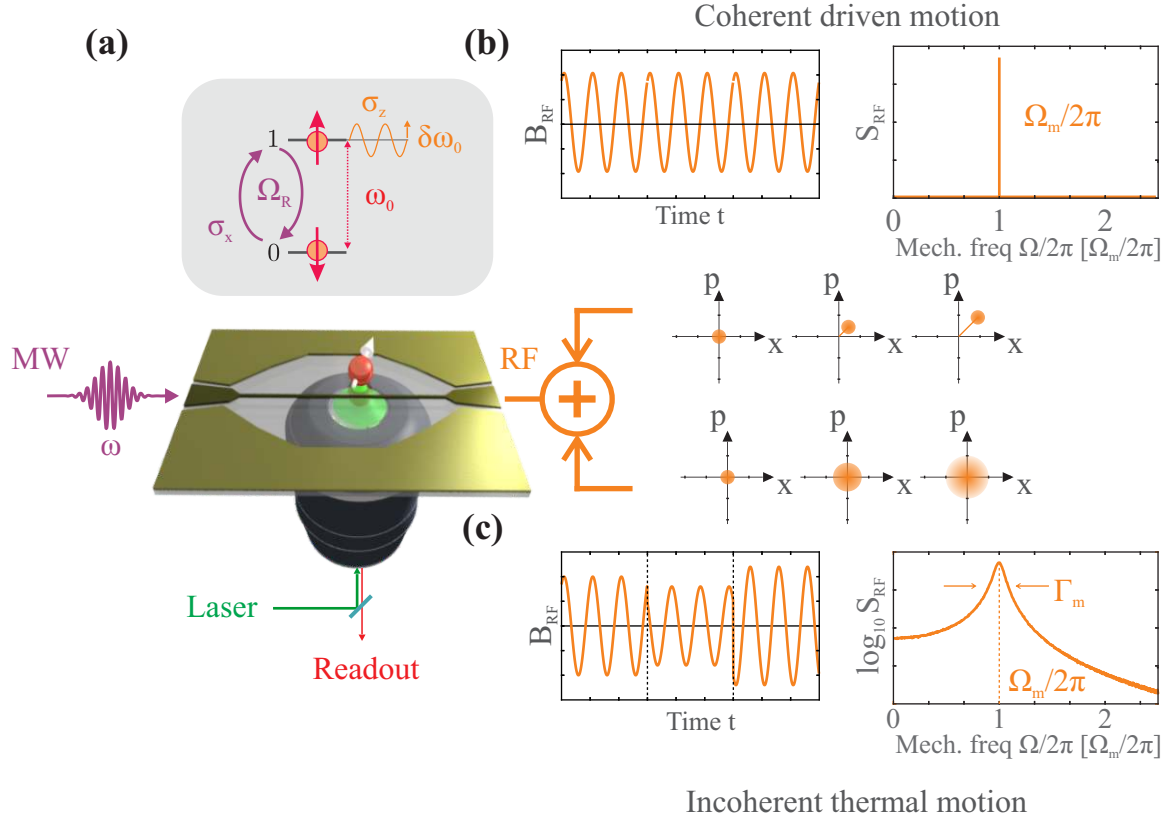 Coherent driven motion
(a)
σz
δω0
1
ΩR
ω0
σx
0
MW
ω
RF
+
Laser
Readout
(b)
BRF
Time t
SRF
Ωm/2π
0 1 2
Mech. freq Ω/2π [Ωm/2π]
p p p
x x x
p p p
x x x
(c)
BRF
Time t
log10 SRF
Γm
Ωm/2π
0 1 2
Mech. freq Ω/2π [Ωm/2π]
Incoherent thermal motion